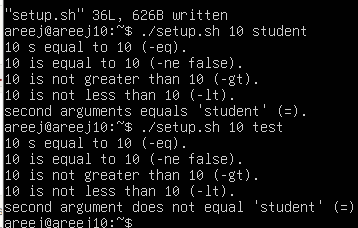 "setup.sh" 36L, 626B written
areej@areej10:~$ ./setup.sh 10 student
10 s equal to 10 (-eq).
10 is equal to 10 (-ne false).
10 is not greater than 10 (-gt).
10 is not less than 10 (-lt).
second arguments equals 'student' (=).
areej@areej10:~$ ./setup.sh 10 test
10 s equal to 10 (-eq).
10 is equal to 10 (-ne false).
10 is not greater than 10 (-gt).
10 is not less than 10 (-lt).
second argument does not equal 'student' (=)
areej@areej10:~$